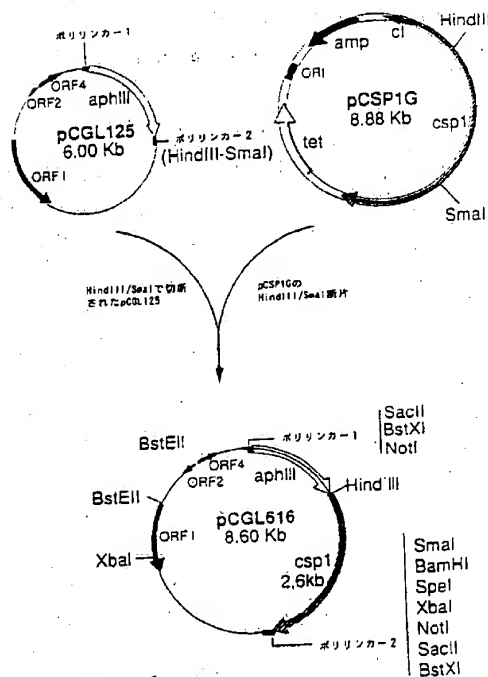 ポリリンカー1
ORF4
ORF2
aphIII
pCGL125
6.00 Kb
ORF1
ポリリンカー2
(HindIII-SmaI)
amp
cI
HindIII
ORI
pCSP1G
8.88 Kb
csp1
tet
SmaI
HindIII/SmaIで切断
されたpCGL125
pCSP1Gの
HindIII/SmaI断片
ポリリンカー1
SacII
BstXI
NotI
BstEII
ORF4
ORF2
aphIII
HindIII
BstEII
pCGL616
8.60 Kb
ORF1
XbaI
csp1
2,6kb
ポリリンカー2
SmaI
BamHI
SpeI
XbaI
NotI
SacII
BstXI